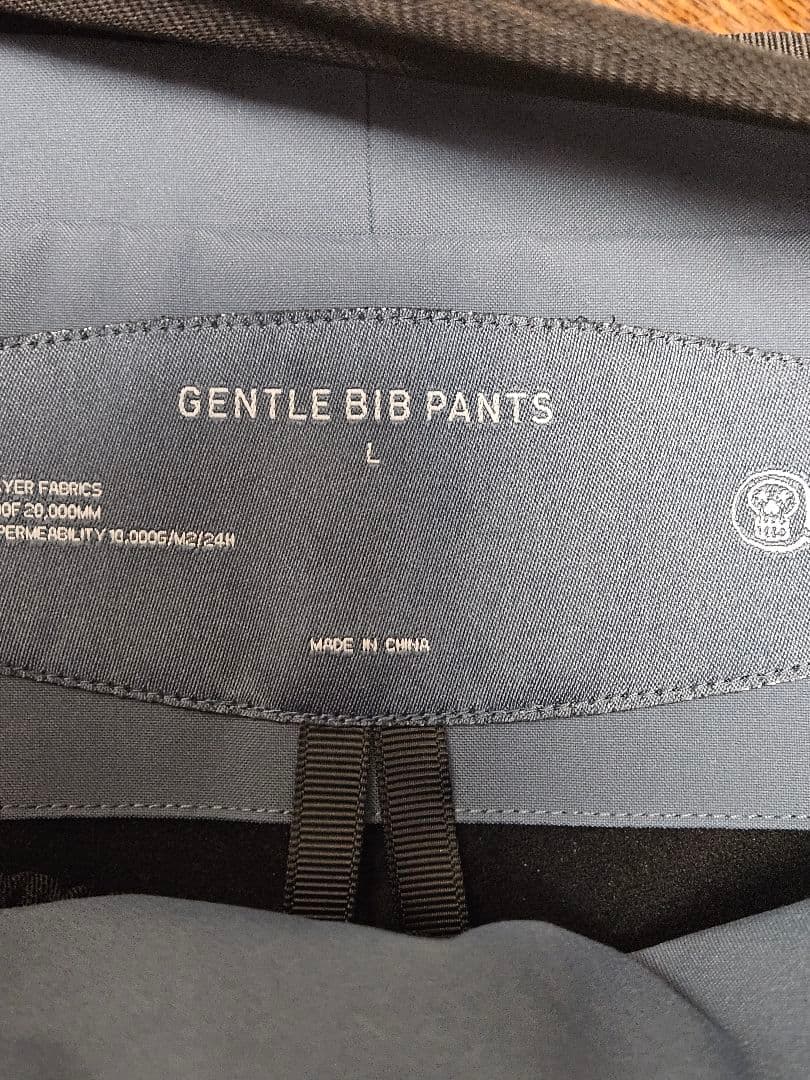 GENTLE BIB PANTS
L
YER FABRICS
OF 20,000MM
PERMEABILITY 10,000G/M2/24H
MADE IN CHINA